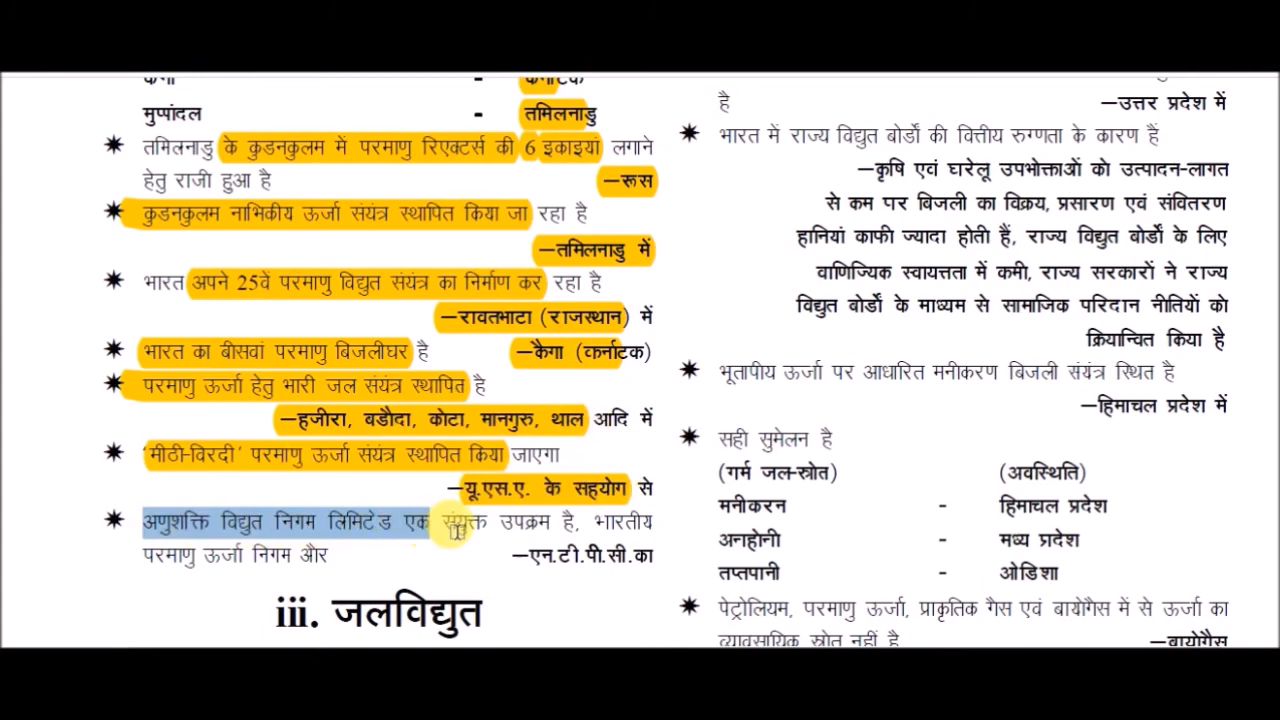 कैगा - कर्नाटक
मुप्पांदल - तमिलनाडु
✷ तमिलनाडु के कुडनकुलम में परमाणु रिएक्टर्स की 6 इकाइयां लगाने
हेतु राजी हुआ है —रूस
✷ कुडनकुलम नाभिकीय ऊर्जा संयंत्र स्थापित किया जा रहा है
—तमिलनाडु में
✷ भारत अपने 25वें परमाणु विद्युत संयंत्र का निर्माण कर रहा है
—रावतभाटा (राजस्थान) में
✷ भारत का बीसवां परमाणु बिजलीघर है —कैगा (कर्नाटक)
✷ परमाणु ऊर्जा हेतु भारी जल संयंत्र स्थापित है
—हजीरा, बडौदा, कोटा, मानगुरु, थाल आदि में
✷ 'मीठी-विरदी' परमाणु ऊर्जा संयंत्र स्थापित किया जाएगा
—यू.एस.ए. के सहयोग से
✷ अणुशक्ति विद्युत निगम लिमिटेड एक संयुक्त उपक्रम है, भारतीय
परमाणु ऊर्जा निगम और —एन.टी.पी.सी.का
iii. जलविद्युत
है —उत्तर प्रदेश में
✷ भारत में राज्य विद्युत बोर्डों की वित्तीय रुग्णता के कारण हैं
—कृषि एवं घरेलू उपभोक्ताओं को उत्पादन-लागत
से कम पर बिजली का विक्रय, प्रसारण एवं संवितरण
हानियां काफी ज्यादा होती हैं, राज्य विद्युत बोर्डों के लिए
वाणिज्यिक स्वायत्तता में कमी, राज्य सरकारों ने राज्य
विद्युत बोर्डों के माध्यम से सामाजिक परिदान नीतियों को
क्रियान्वित किया है
✷ भूतापीय ऊर्जा पर आधारित मनीकरण बिजली संयंत्र स्थित है
—हिमाचल प्रदेश में
✷ सही सुमेलन है
(गर्म जल-स्रोत) (अवस्थिति)
मनीकरन - हिमाचल प्रदेश
अनहोनी - मध्य प्रदेश
तप्तपानी - ओडिशा
✷ पेट्रोलियम, परमाणु ऊर्जा, प्राकृतिक गैस एवं बायोगैस में से ऊर्जा का
व्यावसायिक स्रोत नहीं है —बायोगैस